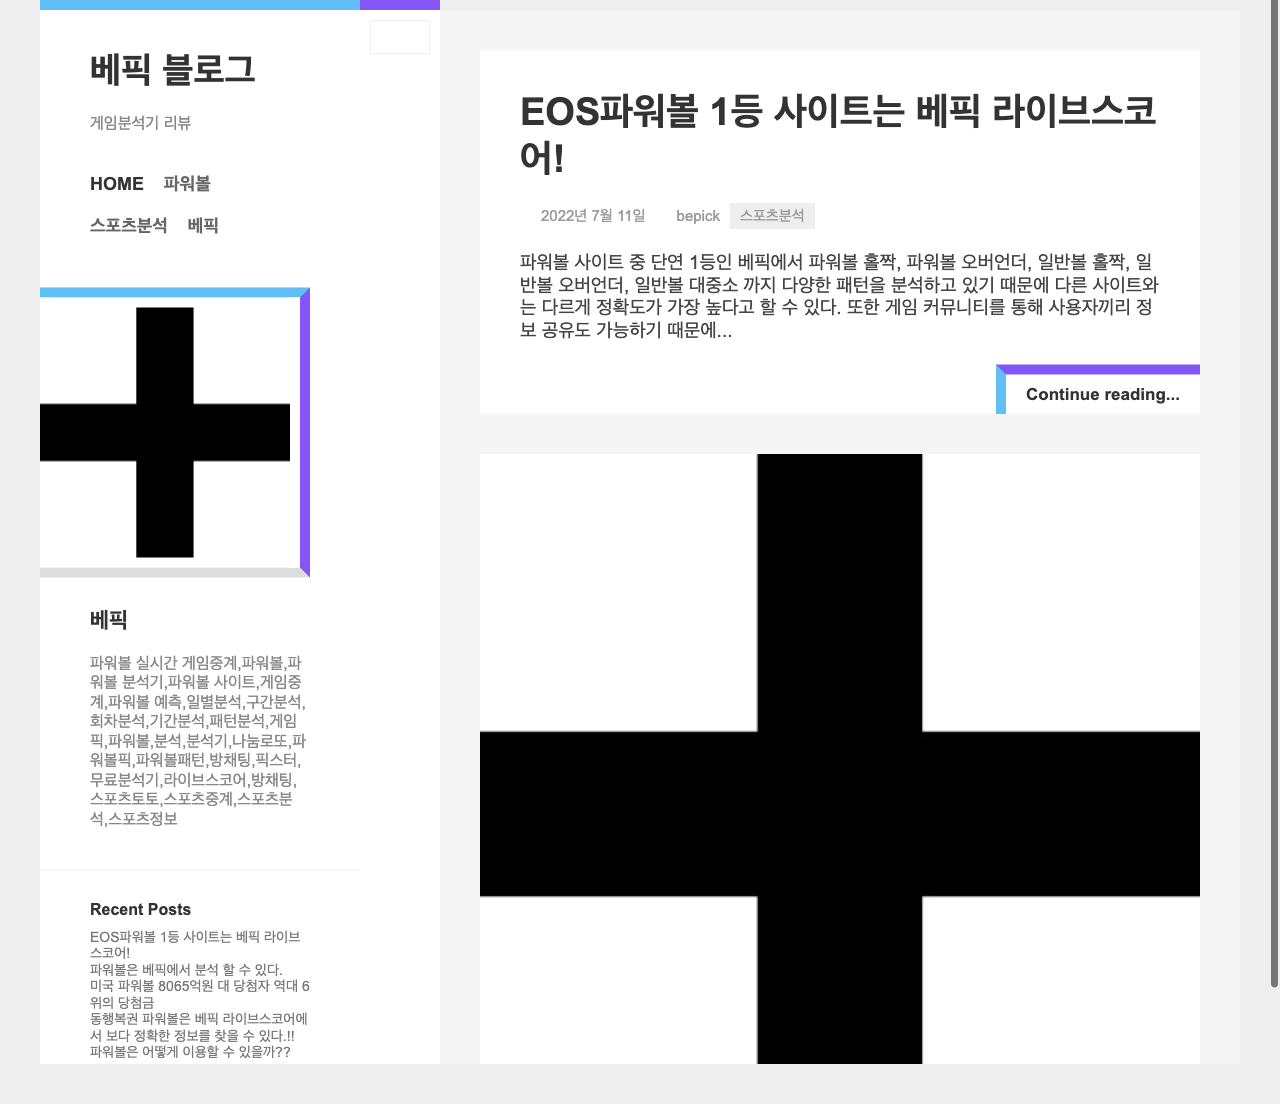 베픽 블로그
게임분석기 리뷰
HOME 파워볼
스포츠분석 베픽
베픽
파워볼 실시간 게임중계,파워볼,파
워볼 분석기,파워볼 사이트,게임중
계,파워볼 예측,일별분석,구간분석,
회차분석,기간분석,패턴분석,게임
픽,파워볼,분석,분석기,나눔로또,파
워볼픽,파워볼패턴,방채팅,픽스터,
무료분석기,라이브스코어,방채팅,
스포츠토토,스포츠중계,스포츠분
석,스포츠정보
Recent Posts
EOS파워볼 1등 사이트는 베픽 라이브
스코어!
파워볼은 베픽에서 분석 할 수 있다.
미국 파워볼 8065억원 대 당첨자 역대 6
위의 당첨금
동행복권 파워볼은 베픽 라이브스코어에
서 보다 정확한 정보를 찾을 수 있다.!!
파워볼은 어떻게 이용할 수 있을까??
EOS파워볼 1등 사이트는 베픽 라이브스코
어!
2022년 7월 11일 bepick 스포츠분석
파워볼 사이트 중 단연 1등인 베픽에서 파워볼 홀짝, 파워볼 오버언더, 일반볼 홀짝, 일
반볼 오버언더, 일반볼 대중소 까지 다양한 패턴을 분석하고 있기 때문에 다른 사이트와
는 다르게 정확도가 가장 높다고 할 수 있다. 또한 게임 커뮤니티를 통해 사용자끼리 정
보 공유도 가능하기 때문에...
Continue reading...